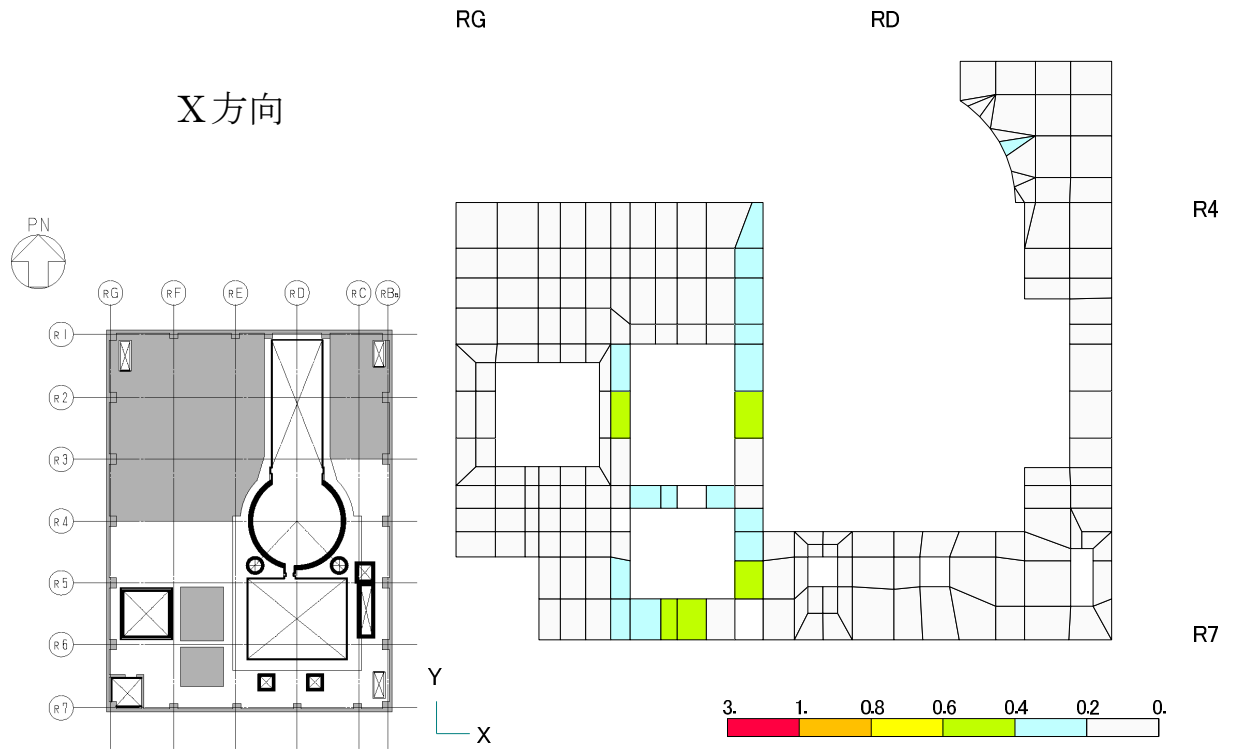 RG RD
X方向
R4
PN
RG RF RE RD RC RBa
R1
R2
R3
R4
R5
R6
R7
R7
Y
X
3. 1. 0.8 0.6 0.4 0.2 0.